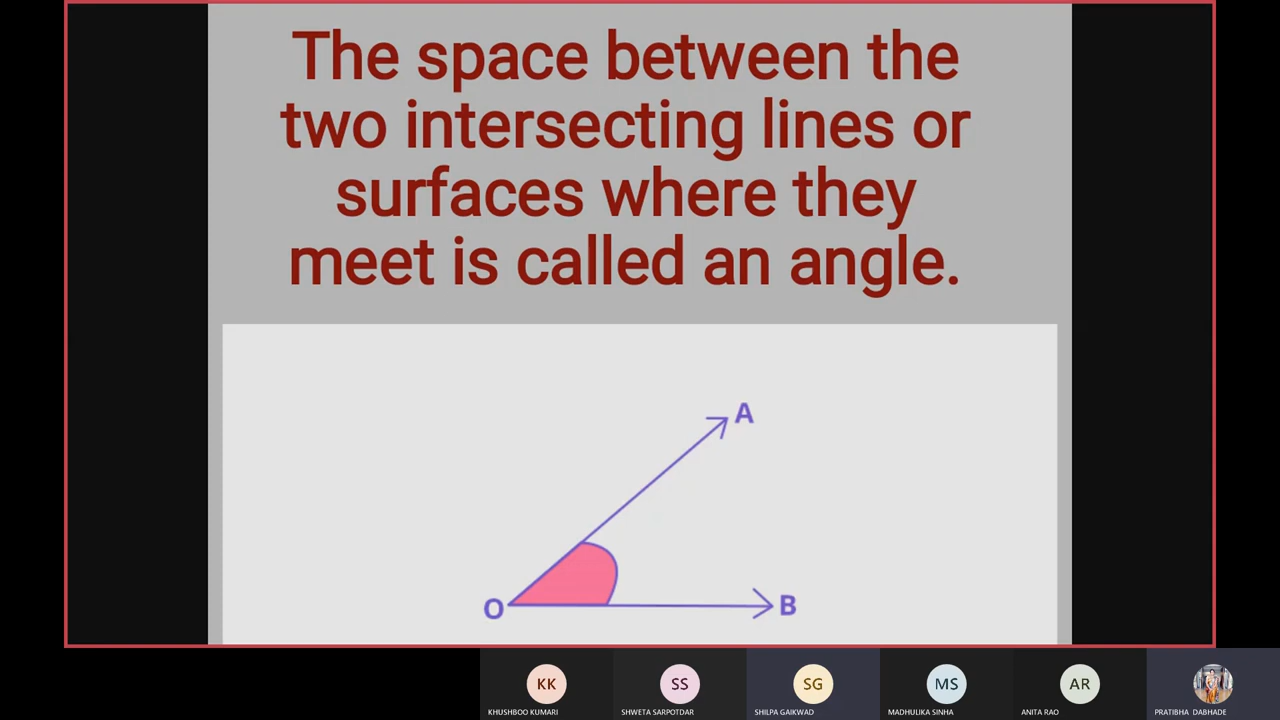 The space between the
two intersecting lines or
surfaces where they
meet is called an angle.
A
O
B
KK
SS
SG
MS
AR
KHUSHBOO KUMARI
SHWETA SARPOTDAR
SHILPA GAIKWAD
MADHULIKA SINHA
ANITA RAO
PRATIBHA DABHADE